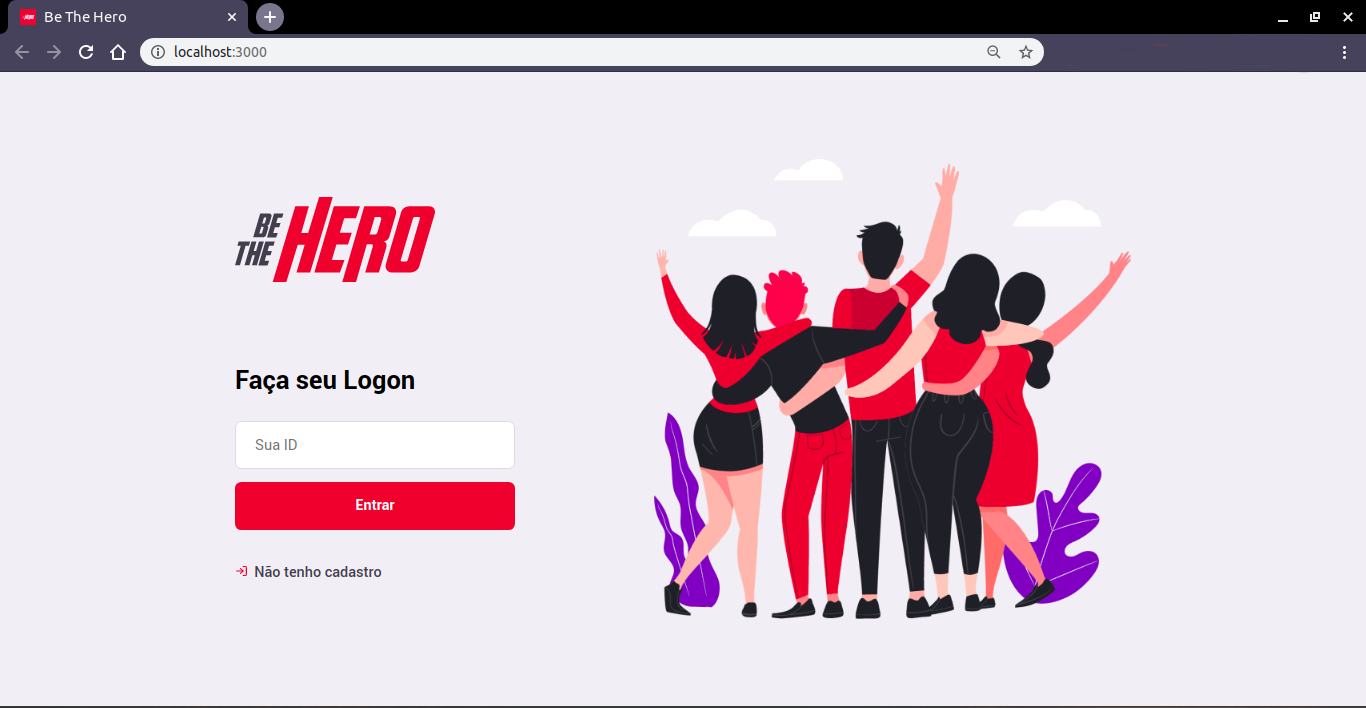 Be The Hero
localhost:3000
BE
THE HERO
Faça seu Logon
Sua ID
Entrar
Não tenho cadastro